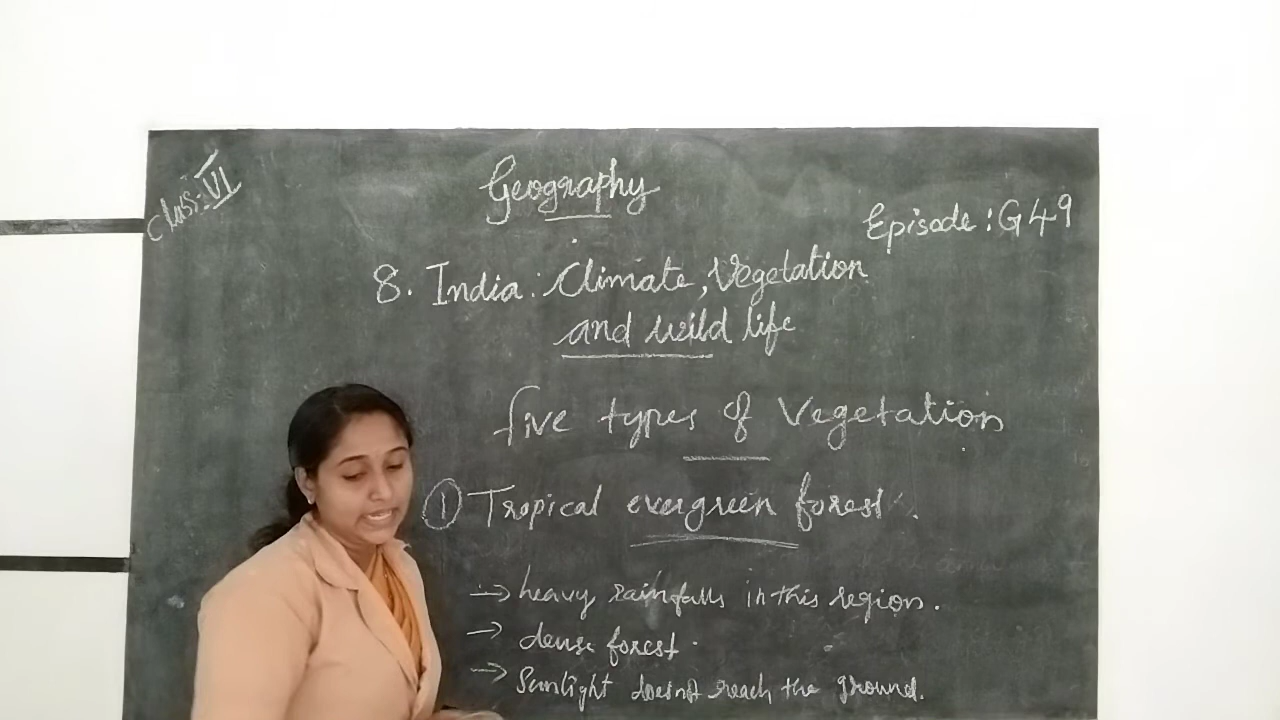 Class: VI
Geography
Episode: G49
8. India: Climate, Vegetation
and wild life
five types of Vegetation
① Tropical evergreen forest.
→ heavy rainfalls in this region.
→ dense forest.
→ Sunlight doesn't reach the ground.